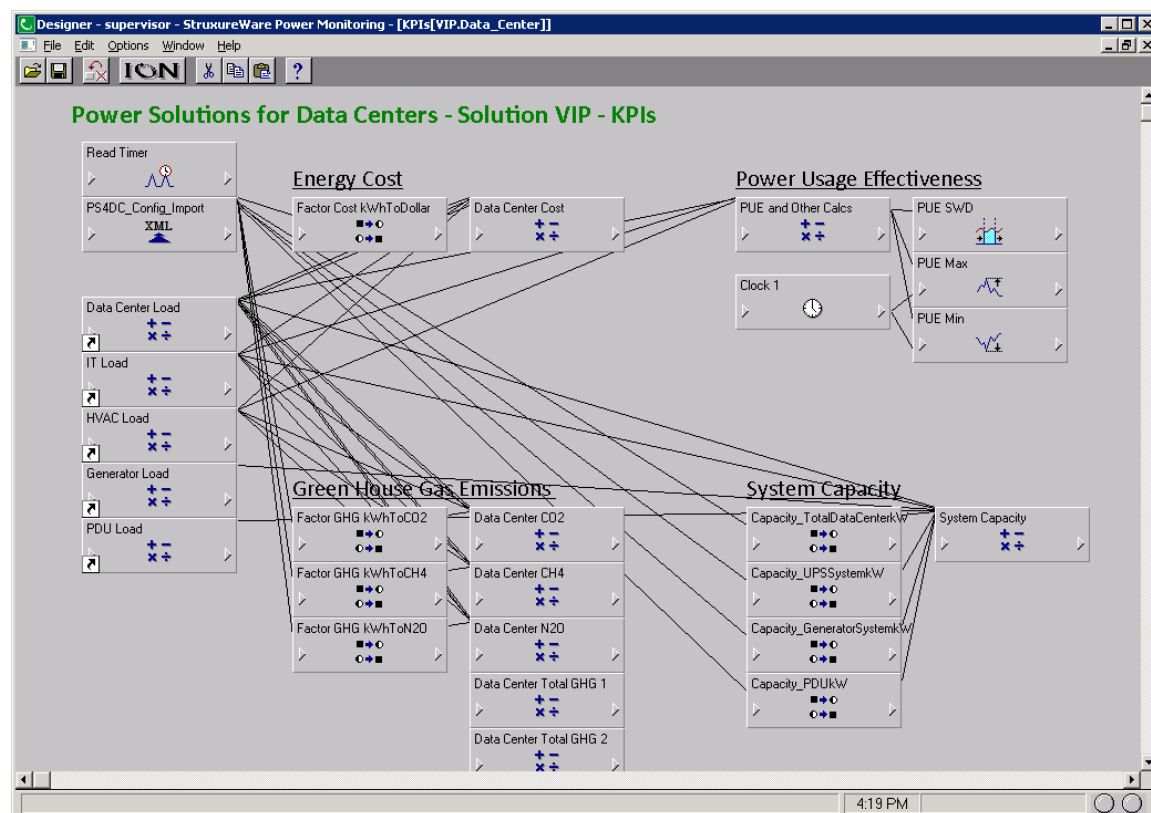 Designer - supervisor - StruxureWare Power Monitoring - [KPIs[VIP.Data_Center]]
File Edit Options Window Help
ION
?
Power Solutions for Data Centers - Solution VIP - KPIs
Read Timer
PS4DC_Config_Import
XML
Energy Cost
Factor Cost kWhToDollar
Data Center Cost
Power Usage Effectiveness
PUE and Other Calcs
PUE SWD
PUE Max
PUE Min
Clock 1
Data Center Load
IT Load
HVAC Load
Generator Load
PDU Load
Green House Gas Emissions
Factor GHG kWhToCO2
Factor GHG kWhToCH4
Factor GHG kWhToN2O
Data Center CO2
Data Center CH4
Data Center N2O
Data Center Total GHG 1
Data Center Total GHG 2
System Capacity
Capacity_TotalDataCenterkW
Capacity_UPSSystemkW
Capacity_GeneratorSystemkW
Capacity_PDUkW
System Capacity
4:19 PM